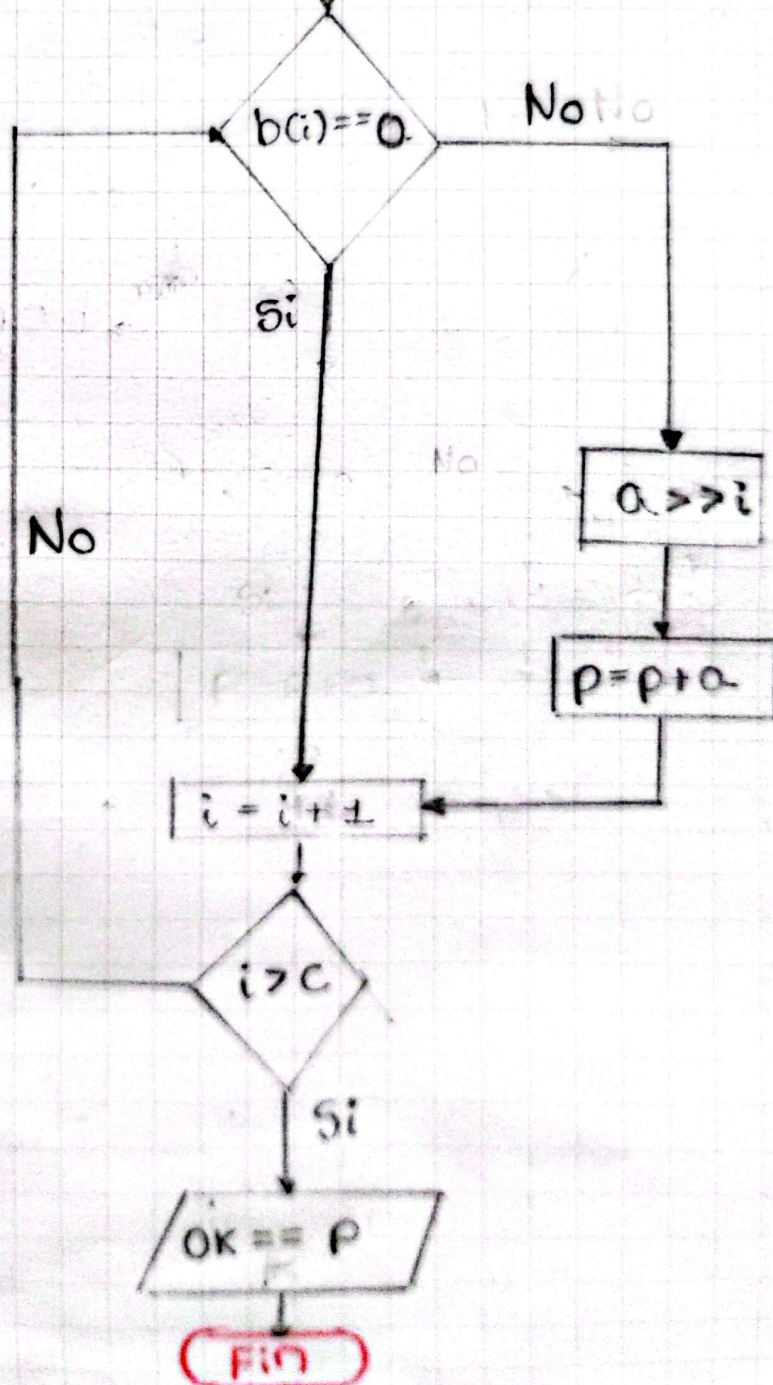 b(i)==0
No
Si
No
a>>i
p=p+a
i = i + 1
i > C
Si
OK == P
Fin